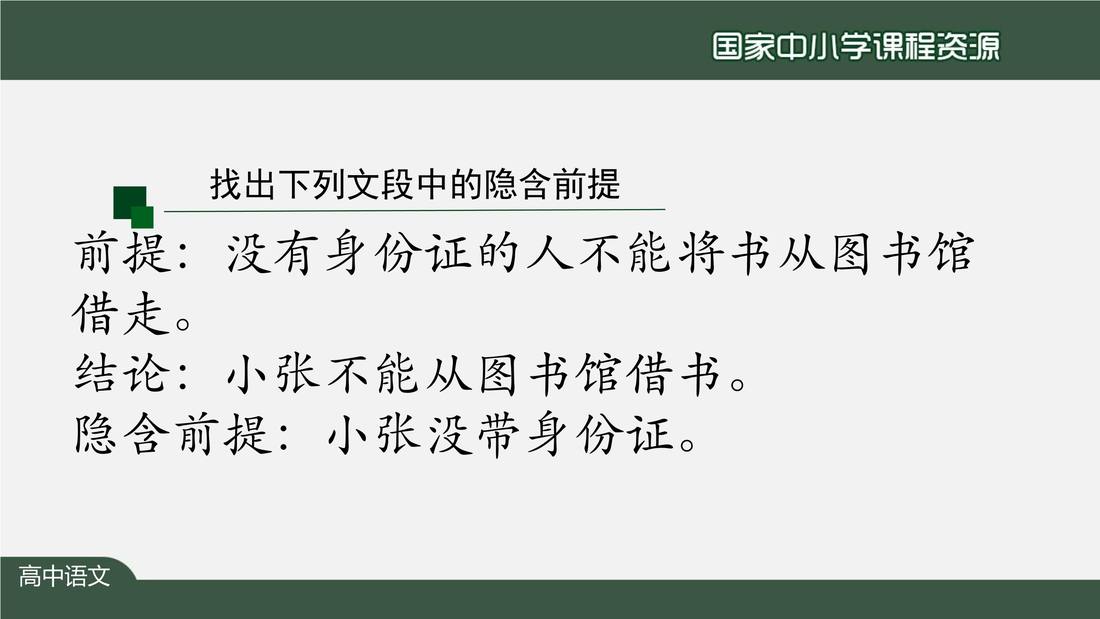 国家中小学课程资源
找出下列文段中的隐含前提
前提：没有身份证的人不能将书从图书馆
借走。
结论：小张不能从图书馆借书。
隐含前提：小张没带身份证。
高中语文